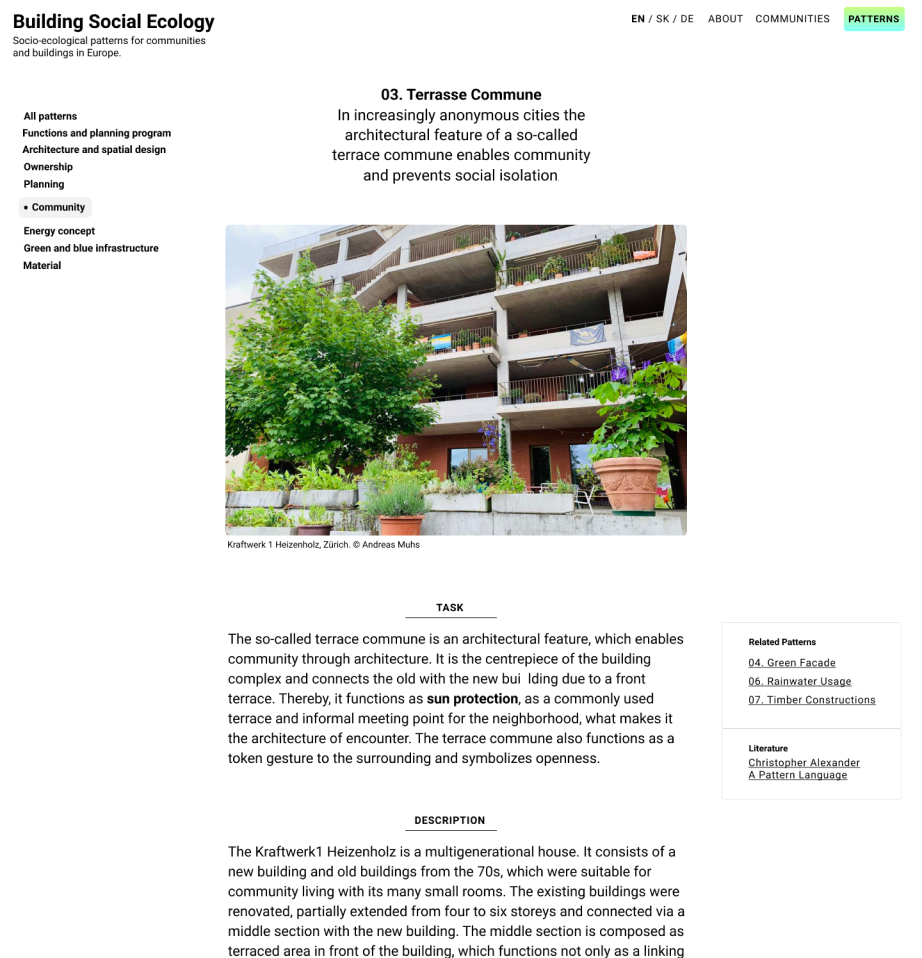 Building Social Ecology
Socio-ecological patterns for communities
and buildings in Europe.
EN / SK / DE ABOUT COMMUNITIES PATTERNS
All patterns
Functions and planning program
Architecture and spatial design
Ownership
Planning
• Community
Energy concept
Green and blue infrastructure
Material
03. Terrasse Commune
In increasingly anonymous cities the
architectural feature of a so-called
terrace commune enables community
and prevents social isolation
Kraftwerk 1 Heizenholz, Zürich. © Andreas Muhs
TASK
The so-called terrace commune is an architectural feature, which enables
community through architecture. It is the centrepiece of the building
complex and connects the old with the new bui lding due to a front
terrace. Thereby, it functions as sun protection, as a commonly used
terrace and informal meeting point for the neighborhood, what makes it
the architecture of encounter. The terrace commune also functions as a
token gesture to the surrounding and symbolizes openness.
Related Patterns
04. Green Facade
06. Rainwater Usage
07. Timber Constructions
Literature
Christopher Alexander
A Pattern Language
DESCRIPTION
The Kraftwerk1 Heizenholz is a multigenerational house. It consists of a
new building and old buildings from the 70s, which were suitable for
community living with its many small rooms. The existing buildings were
renovated, partially extended from four to six storeys and connected via a
middle section with the new building. The middle section is composed as
terraced area in front of the building, which functions not only as a linking